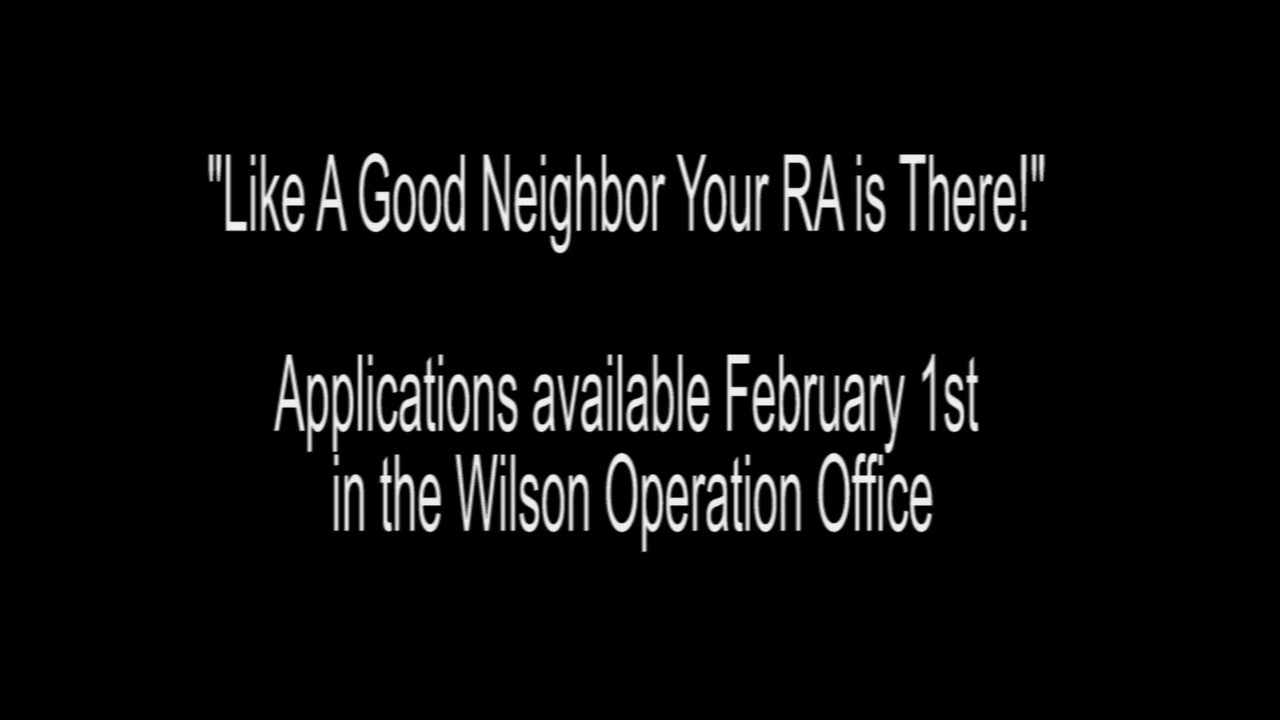 "Like A Good Neighbor Your RA is There!"
Applications available February 1st
in the Wilson Operation Office